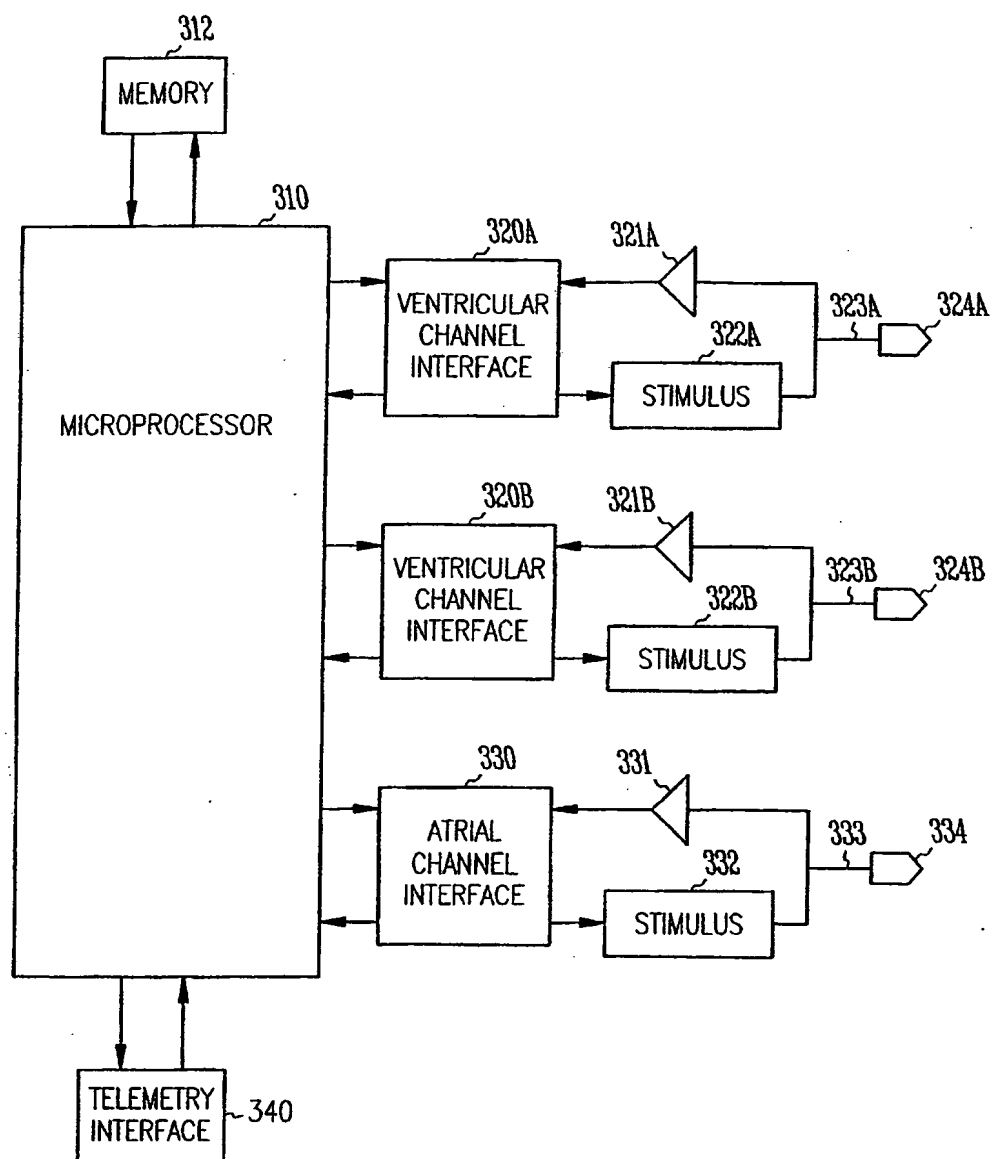 312
MEMORY
310
MICROPROCESSOR
320A
VENTRICULAR
CHANNEL
INTERFACE
321A
322A
STIMULUS
323A
324A
320B
VENTRICULAR
CHANNEL
INTERFACE
321B
322B
STIMULUS
323B
324B
330
ATRIAL
CHANNEL
INTERFACE
331
332
STIMULUS
333
334
TELEMETRY
INTERFACE
340